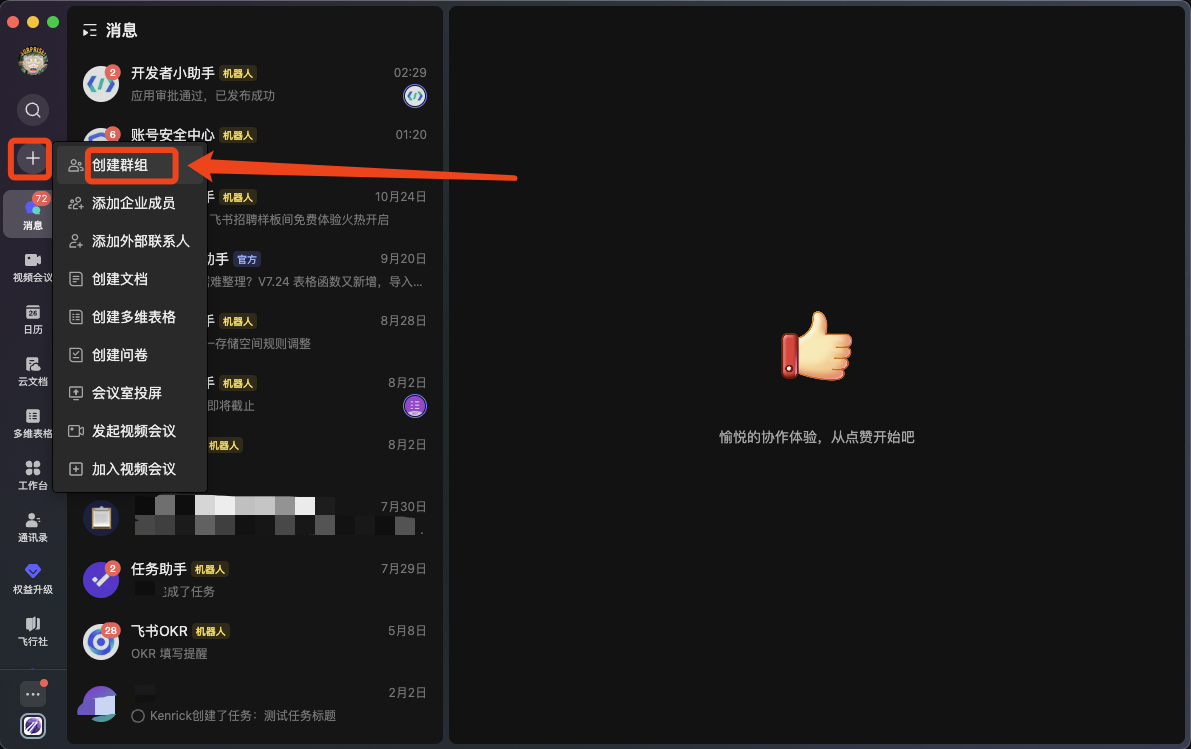 消息
开发者小助手 机器人 02:29
2
应用审批通过，已发布成功
账号安全中心 机器人 01:20
6
创建群组
添加企业成员
添加外部联系人
创建文档
创建多维表格
创建问卷
会议室投屏
发起视频会议
加入视频会议
72
消息
视频会议
26
日历
云文档
多维表格
工作台
通讯录
权益升级
飞行社
手 机器人 10月24日
飞书招聘样板间免费体验火热开启
助手 官方 9月20日
难整理？V7.24 表格函数又新增，导入...
手 机器人 8月28日
存储空间规则调整
手 机器人 8月2日
即将截止
机器人 8月2日
7月30日
任务助手 机器人 7月29日
2
成了任务
飞书OKR 机器人 5月8日
28
OKR 填写提醒
2月2日
Kenrick创建了任务：测试任务标题
愉悦的协作体验，从点赞开始吧